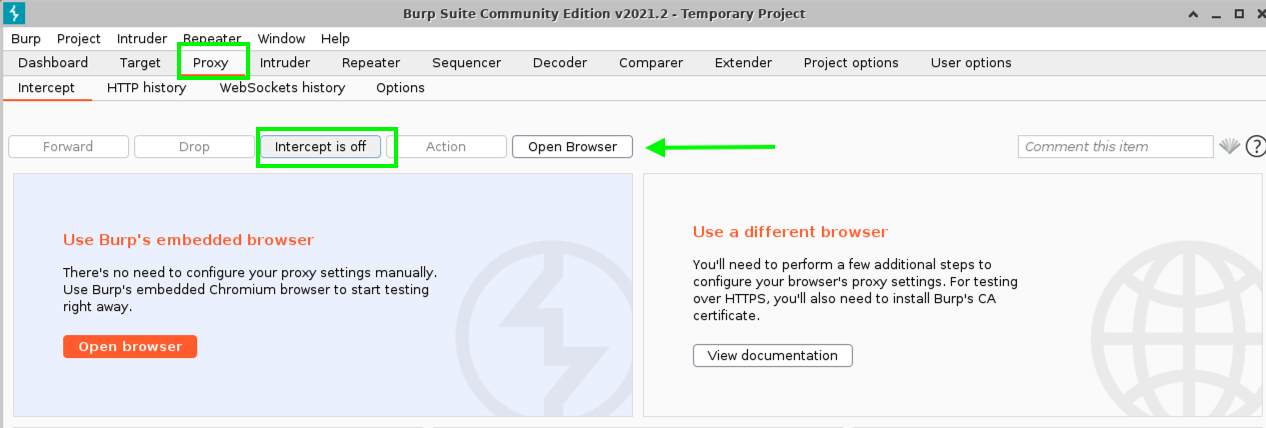 Burp Suite Community Edition v2021.2 - Temporary Project
Burp Project Intruder Repeater Window Help
Dashboard Target Proxy Intruder Repeater Sequencer Decoder Comparer Extender Project options User options
Intercept HTTP history WebSockets history Options
Forward Drop Intercept is off Action Open Browser Comment this item ?
Use Burp's embedded browser
There's no need to configure your proxy settings manually.
Use Burp's embedded Chromium browser to start testing
right away.
Open browser
Use a different browser
You'll need to perform a few additional steps to
configure your browser's proxy settings. For testing
over HTTPS, you'll also need to install Burp's CA
certificate.
View documentation